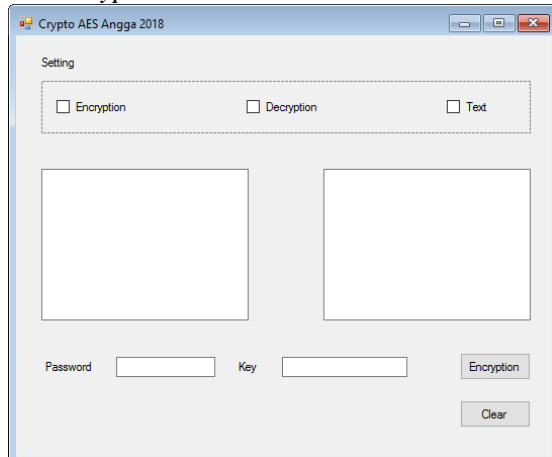 Crypto AES Angga 2018
Setting
Encryption Decryption Text
Password Key Encryption
Clear